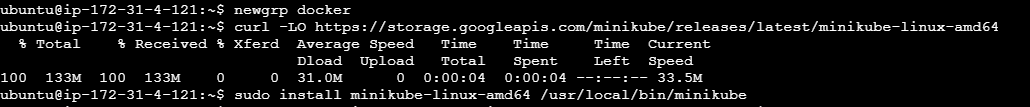 ubuntu@ip-172-31-4-121:~$ newgrp docker
ubuntu@ip-172-31-4-121:~$ curl -LO https://storage.googleapis.com/minikube/releases/latest/minikube-linux-amd64
  % Total    % Received % Xferd  Average Speed   Time    Time     Time  Current
                                 Dload  Upload   Total   Spent    Left  Speed
100  133M  100  133M    0     0  31.0M      0  0:00:04  0:00:04 --:--:-- 33.5M
ubuntu@ip-172-31-4-121:~$ sudo install minikube-linux-amd64 /usr/local/bin/minikube